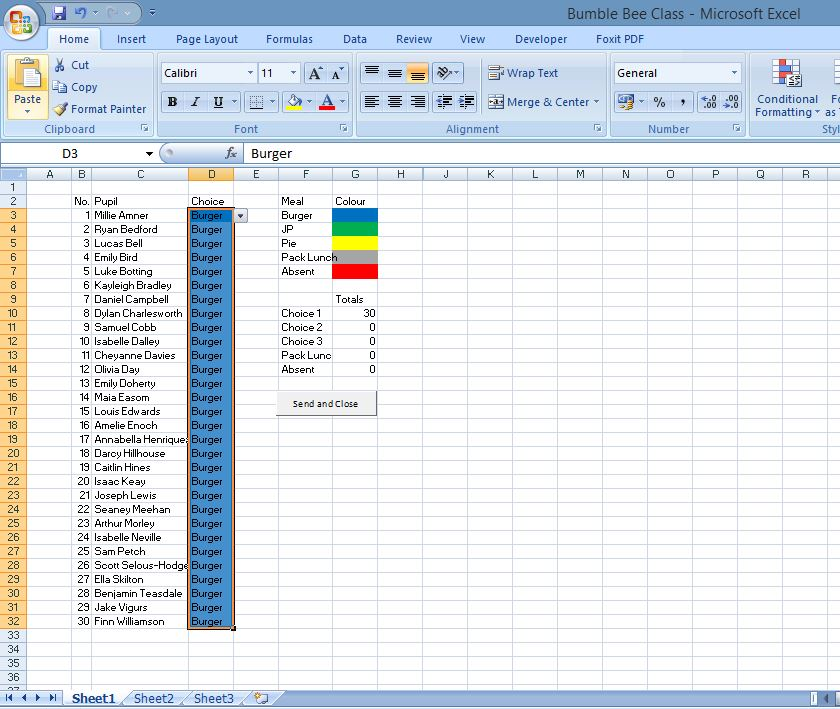 Bumble Bee Class - Microsoft Excel
Home Insert Page Layout Formulas Data Review View Developer Foxit PDF
Paste
Cut
Copy
Format Painter
Clipboard
Calibri 11
B I U
Font
Wrap Text
Merge & Center
Alignment
General
% ,
Number
Conditional
Formatting
as
Styl
D3 fx Burger
A B C D E F G H J K L M N O P Q R
1
2 No. Pupil Choice Meal Colour
3 1 Millie Amner Burger Burger
4 2 Ryan Bedford Burger JP
5 3 Lucas Bell Burger Pie
6 4 Emily Bird Burger Pack Lunch
7 5 Luke Botting Burger Absent
8 6 Kayleigh Bradley Burger
9 7 Daniel Campbell Burger Totals
10 8 Dylan Charlesworth Burger Choice 1 30
11 9 Samuel Cobb Burger Choice 2 0
12 10 Isabelle Dalley Burger Choice 3 0
13 11 Cheyanne Davies Burger Pack Lunc 0
14 12 Olivia Day Burger Absent 0
15 13 Emily Doherty Burger
16 14 Maia Easom Burger
17 15 Louis Edwards Burger
Send and Close
18 16 Amelie Enoch Burger
19 17 Annabella Henrique Burger
20 18 Darcy Hillhouse Burger
21 19 Caitlin Hines Burger
22 20 Isaac Keay Burger
23 21 Joseph Lewis Burger
24 22 Seaney Meehan Burger
25 23 Arthur Morley Burger
26 24 Isabelle Neville Burger
27 25 Sam Petch Burger
28 26 Scott Selous-Hodge Burger
29 27 Ella Skilton Burger
30 28 Benjamin Teasdale Burger
31 29 Jake Vigurs Burger
32 30 Finn Williamson Burger
33
34
35
36
37
Sheet1 Sheet2 Sheet3